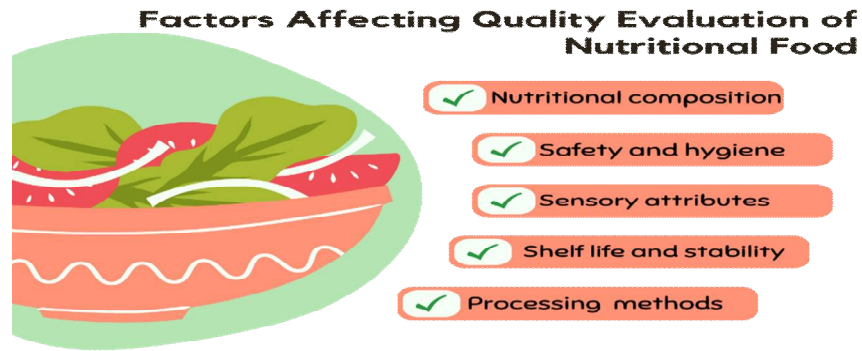 Factors Affecting Quality Evaluation of
Nutritional Food
Nutritional composition
Safety and hygiene
Sensory attributes
Shelf life and stability
Processing methods